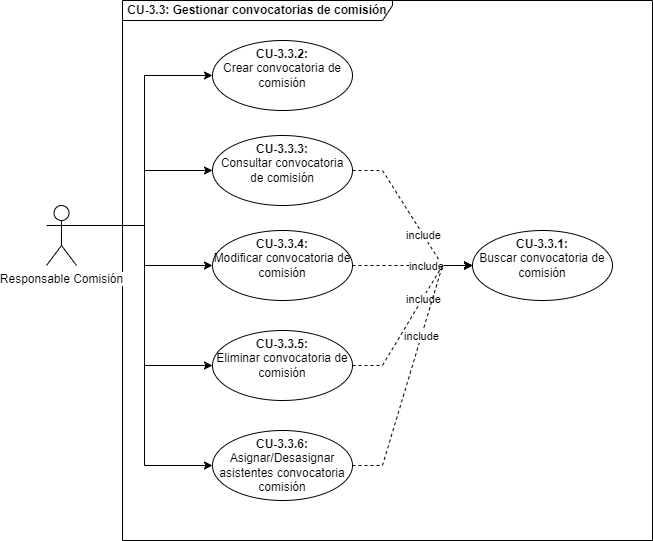 CU-3.3: Gestionar convocatorias de comisión
CU-3.3.2:
Crear convocatoria de
comisión
CU-3.3.3:
Consultar convocatoria
de comisión
include
CU-3.3.4:
Modificar convocatoria de
comisión
include
CU-3.3.1:
Buscar convocatoria de
comisión
Responsable Comisión
include
CU-3.3.5:
Eliminar convocatoria de
comisión
include
CU-3.3.6:
Asignar/Desasignar
asistentes convocatoria
comisión